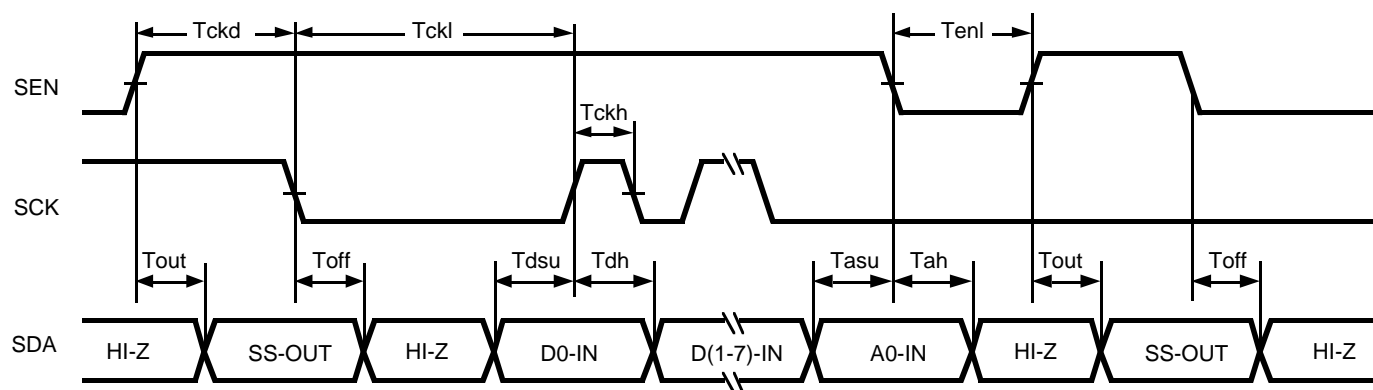 Tckd Tckl Tenl
SEN
Tckh
SCK
Tout Toff Tdsu Tdh Tasu Tah Tout Toff
SDA HI-Z SS-OUT HI-Z D0-IN D(1-7)-IN A0-IN HI-Z SS-OUT HI-Z